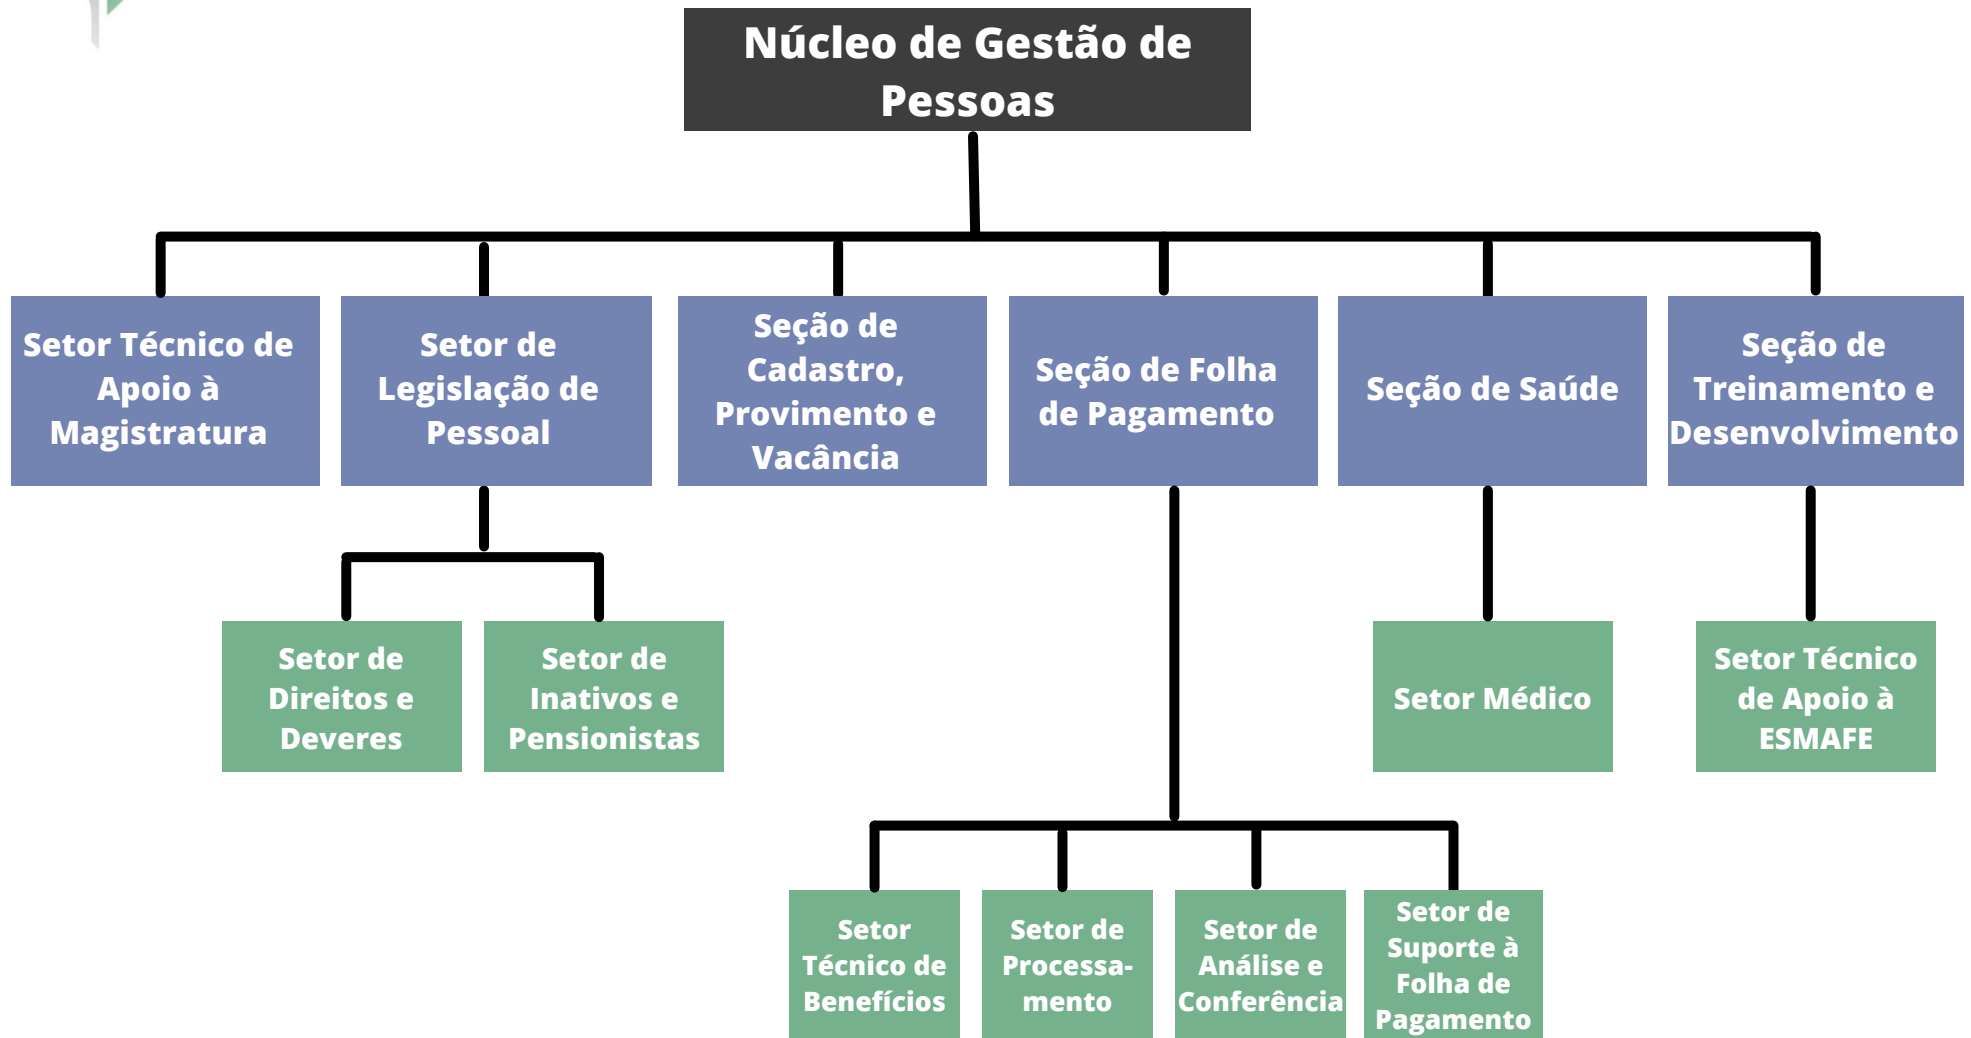 Núcleo de Gestão de
Pessoas
Setor Técnico de
Apoio à
Magistratura
Setor de
Legislação de
Pessoal
Seção de
Cadastro,
Provimento e
Vacância
Seção de Folha
de Pagamento
Seção de Saúde
Seção de
Treinamento e
Desenvolvimento
Setor de
Direitos e
Deveres
Setor de
Inativos e
Pensionistas
Setor Médico
Setor Técnico
de Apoio à
ESMAFE
Setor
Técnico de
Benefícios
Setor de
Processa-
mento
Setor de
Análise e
Conferência
Setor de
Suporte à
Folha de
Pagamento